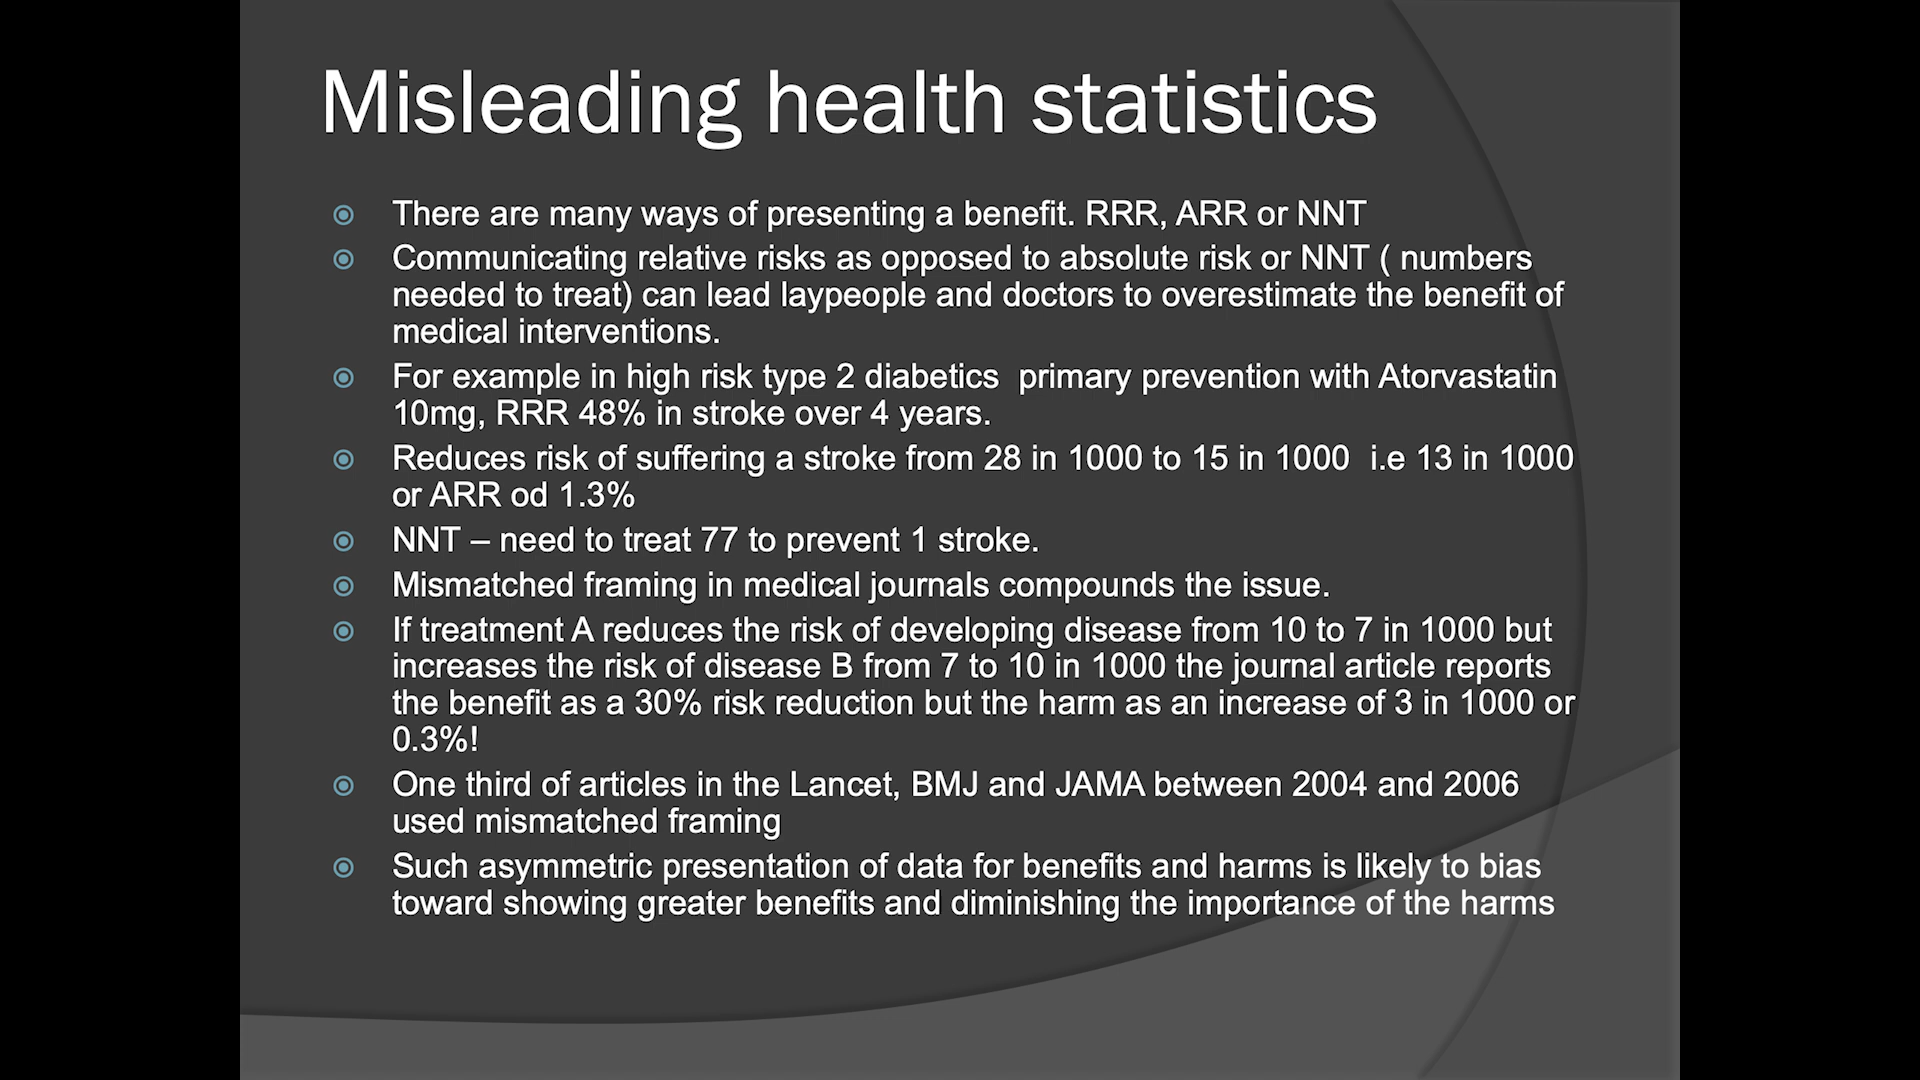 Misleading health statistics
There are many ways of presenting a benefit. RRR, ARR or NNT
Communicating relative risks as opposed to absolute risk or NNT ( numbers
needed to treat) can lead laypeople and doctors to overestimate the benefit of
medical interventions.
For example in high risk type 2 diabetics  primary prevention with Atorvastatin
10mg, RRR 48% in stroke over 4 years.
Reduces risk of suffering a stroke from 28 in 1000 to 15 in 1000  i.e 13 in 1000
or ARR od 1.3%
NNT – need to treat 77 to prevent 1 stroke.
Mismatched framing in medical journals compounds the issue.
If treatment A reduces the risk of developing disease from 10 to 7 in 1000 but
increases the risk of disease B from 7 to 10 in 1000 the journal article reports
the benefit as a 30% risk reduction but the harm as an increase of 3 in 1000 or
0.3%!
One third of articles in the Lancet, BMJ and JAMA between 2004 and 2006
used mismatched framing
Such asymmetric presentation of data for benefits and harms is likely to bias
toward showing greater benefits and diminishing the importance of the harms